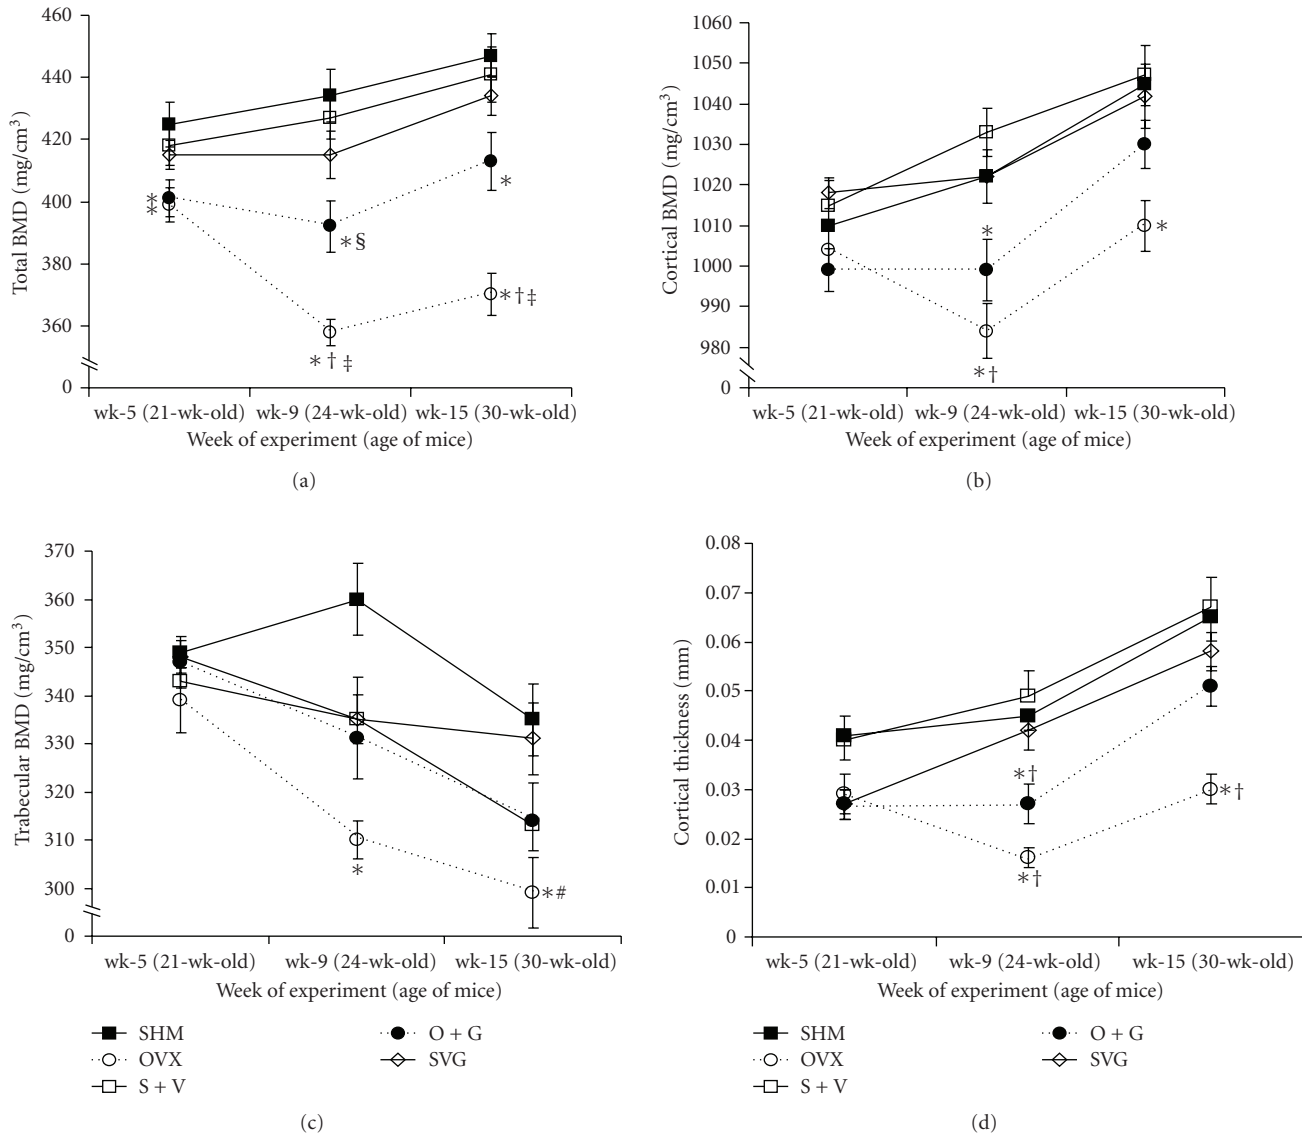 460
440
420
400
380
360
0
Total BMD (mg/cm³)
*
*
*§
*
*†‡
*†‡
wk-5 (21-wk-old) wk-9 (24-wk-old) wk-15 (30-wk-old)
Week of experiment (age of mice)
(a)
1060
1050
1040
1030
1020
1010
1000
990
980
0
Cortical BMD (mg/cm³)
*
*
*†
wk-5 (21-wk-old) wk-9 (24-wk-old) wk-15 (30-wk-old)
Week of experiment (age of mice)
(b)
370
360
350
340
330
320
310
300
0
Trabecular BMD (mg/cm³)
*
*#
wk-5 (21-wk-old) wk-9 (24-wk-old) wk-15 (30-wk-old)
Week of experiment (age of mice)
SHM
OVX
S + V
O + G
SVG
(c)
0.08
0.07
0.06
0.05
0.04
0.03
0.02
0.01
0
Cortical thickness (mm)
*†
*†
*†
wk-5 (21-wk-old) wk-9 (24-wk-old) wk-15 (30-wk-old)
Week of experiment (age of mice)
SHM
OVX
S + V
O + G
SVG
(d)